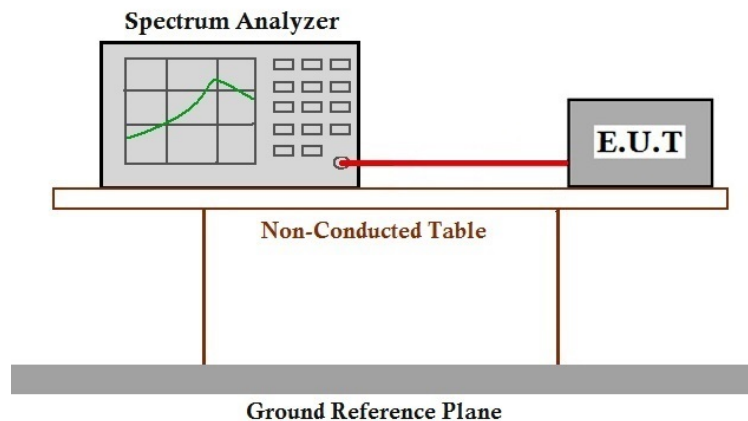 Spectrum Analyzer
E.U.T
Non-Conducted Table
Ground Reference Plane